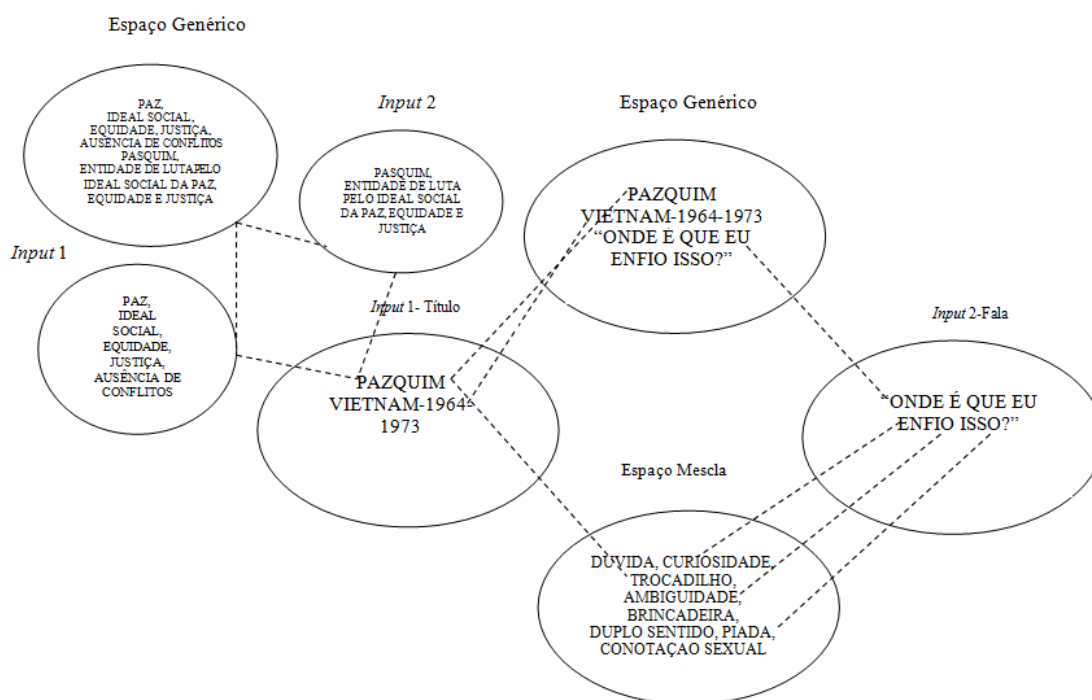 Espaço Genérico
PAZ,
IDEAL SOCIAL,
EQUIDADE, JUSTIÇA,
AUSÊNCIA DE CONFLITOS
PASQUIM,
ENTIDADE DE LUTA PELO
IDEAL SOCIAL DA PAZ,
EQUIDADE E JUSTIÇA
Input 2
PASQUIM,
ENTIDADE DE LUTA
PELO IDEAL SOCIAL
DA PAZ, EQUIDADE E
JUSTIÇA
Espaço Genérico
PAZQUIM
VIETNAM-1964-1973
“ONDE É QUE EU
ENFIO ISSO?”
Input 1
PAZ,
IDEAL
SOCIAL,
EQUIDADE,
JUSTIÇA,
AUSÊNCIA DE
CONFLITOS
Input 1- Título
PAZQUIM
VIETNAM-1964-
1973
Input 2-Fala
“ONDE É QUE EU
ENFIO ISSO?”
Espaço Mescla
DÚVIDA, CURIOSIDADE,
TROCADILHO,
AMBIGUIDADE,
BRINCADEIRA,
DUPLO SENTIDO, PIADA,
CONOTAÇAO SEXUAL